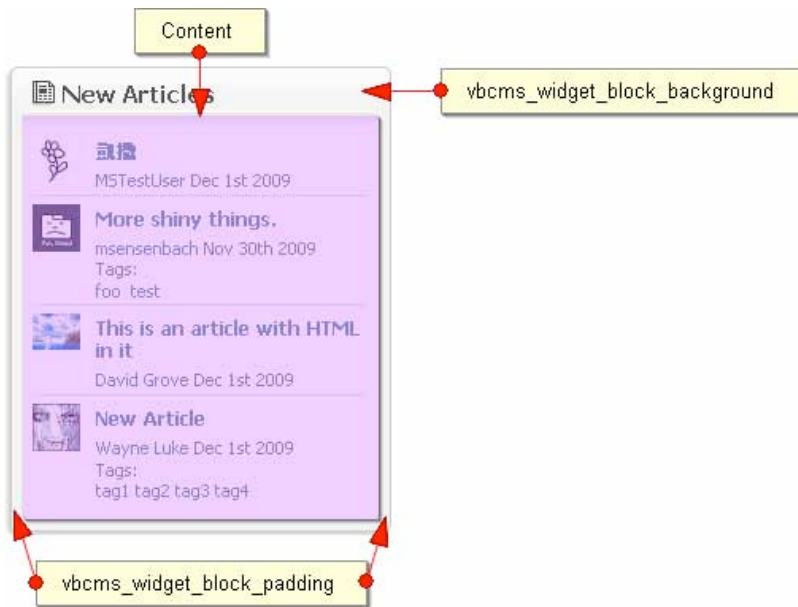 Content
New Articles
vbcms_widget_block_background
MSTestUser Dec 1st 2009
More shiny things.
msensenbach Nov 30th 2009
Tags:
foo test
This is an article with HTML
in it
David Grove Dec 1st 2009
New Article
Wayne Luke Dec 1st 2009
Tags:
tag1 tag2 tag3 tag4
vbcms_widget_block_padding